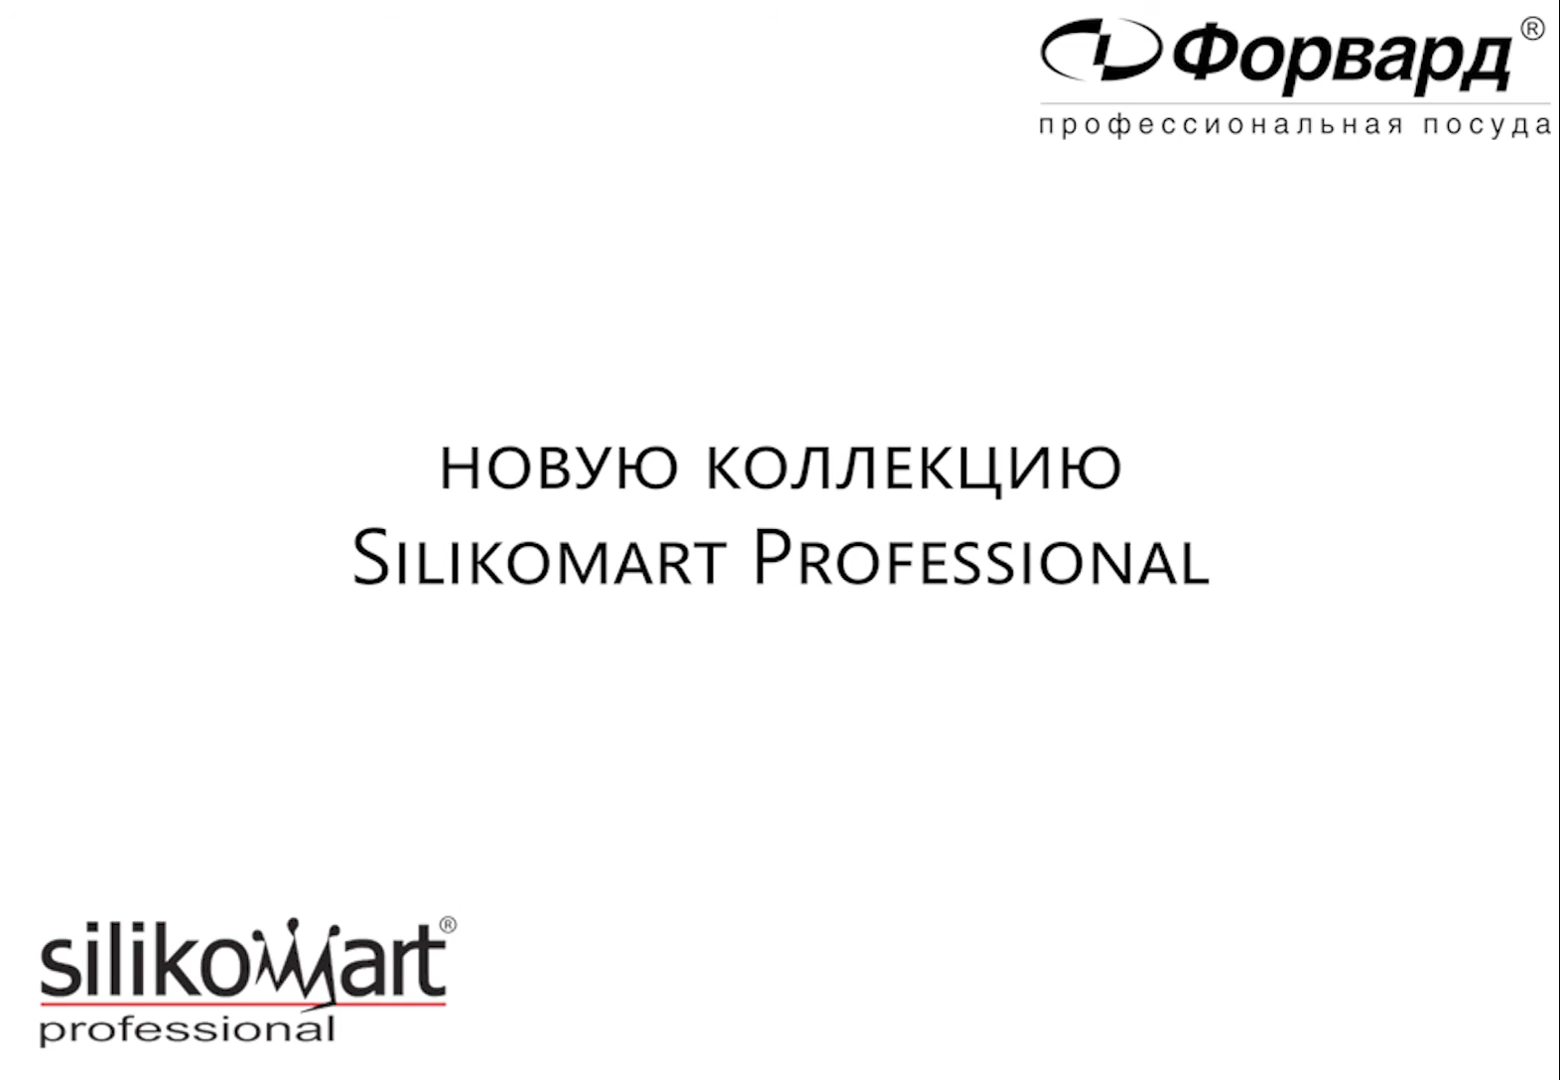 Форвард®
профессиональная посуда
НОВУЮ КОЛЛЕКЦИЮ
SILIKOMART PROFESSIONAL
silikomart®
professional